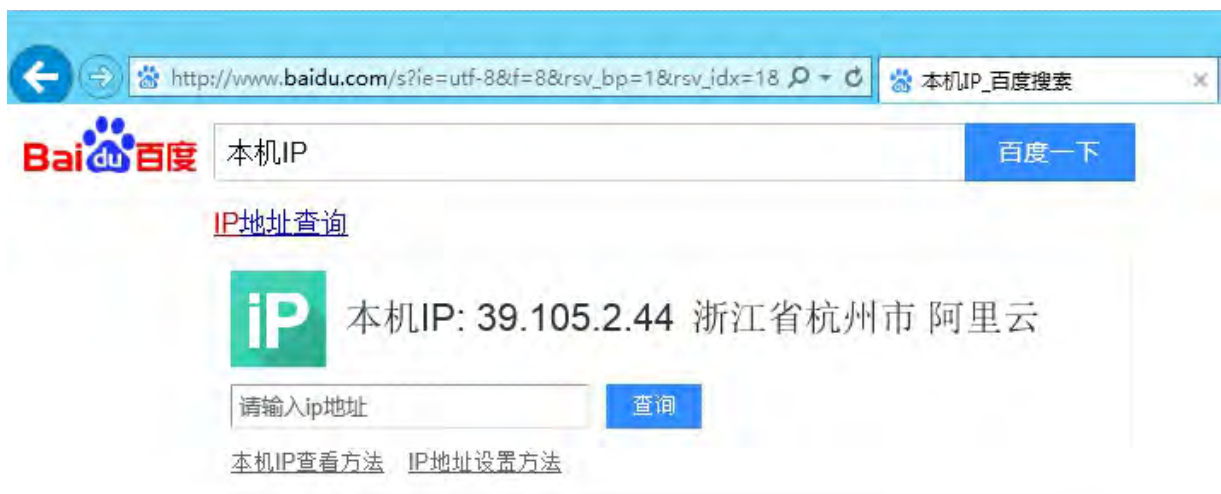 http://www.baidu.com/s?ie=utf-8&f=8&rsv_bp=1&rsv_idx=18 本机IP_百度搜索
Bai du 百度 本机IP 百度一下
IP地址查询
iP 本机IP: 39.105.2.44 浙江省杭州市 阿里云
请输入ip地址 查询
本机IP查看方法 IP地址设置方法